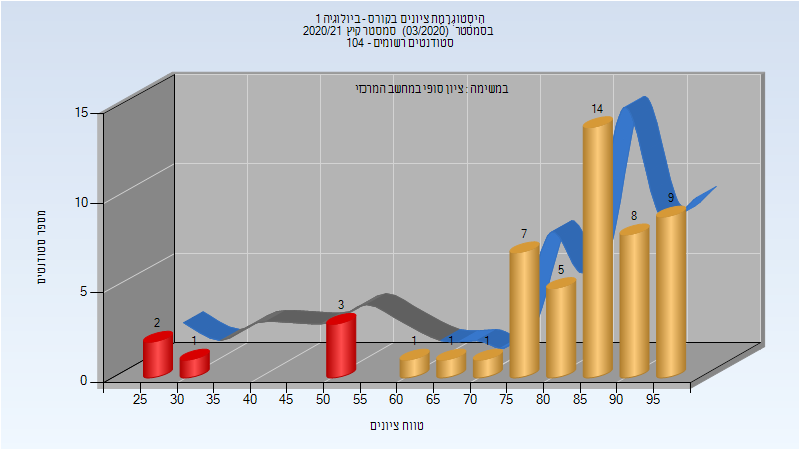 היסטוגרמת ציונים בקורס - ביולוגיה 1
בסמסטר (03/2020) סמסטר קיץ 2020/21
סטודנטים רשומים - 104
במשימה : ציון סופי במחשב המרכזי
מספר סטודנטים
15
10
5
0
2
1
3
1
1
1
7
5
14
8
9
25 30 35 40 45 50 55 60 65 70 75 80 85 90 95
טווח ציונים